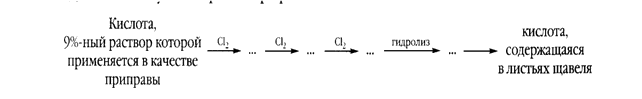 Кислота,
9%-ный раствор которой
применяется в качестве
приправы
Cl₂ ... Cl₂ ... Cl₂ ... гидролиз ...
кислота,
содержащаяся
в листьях щавеля